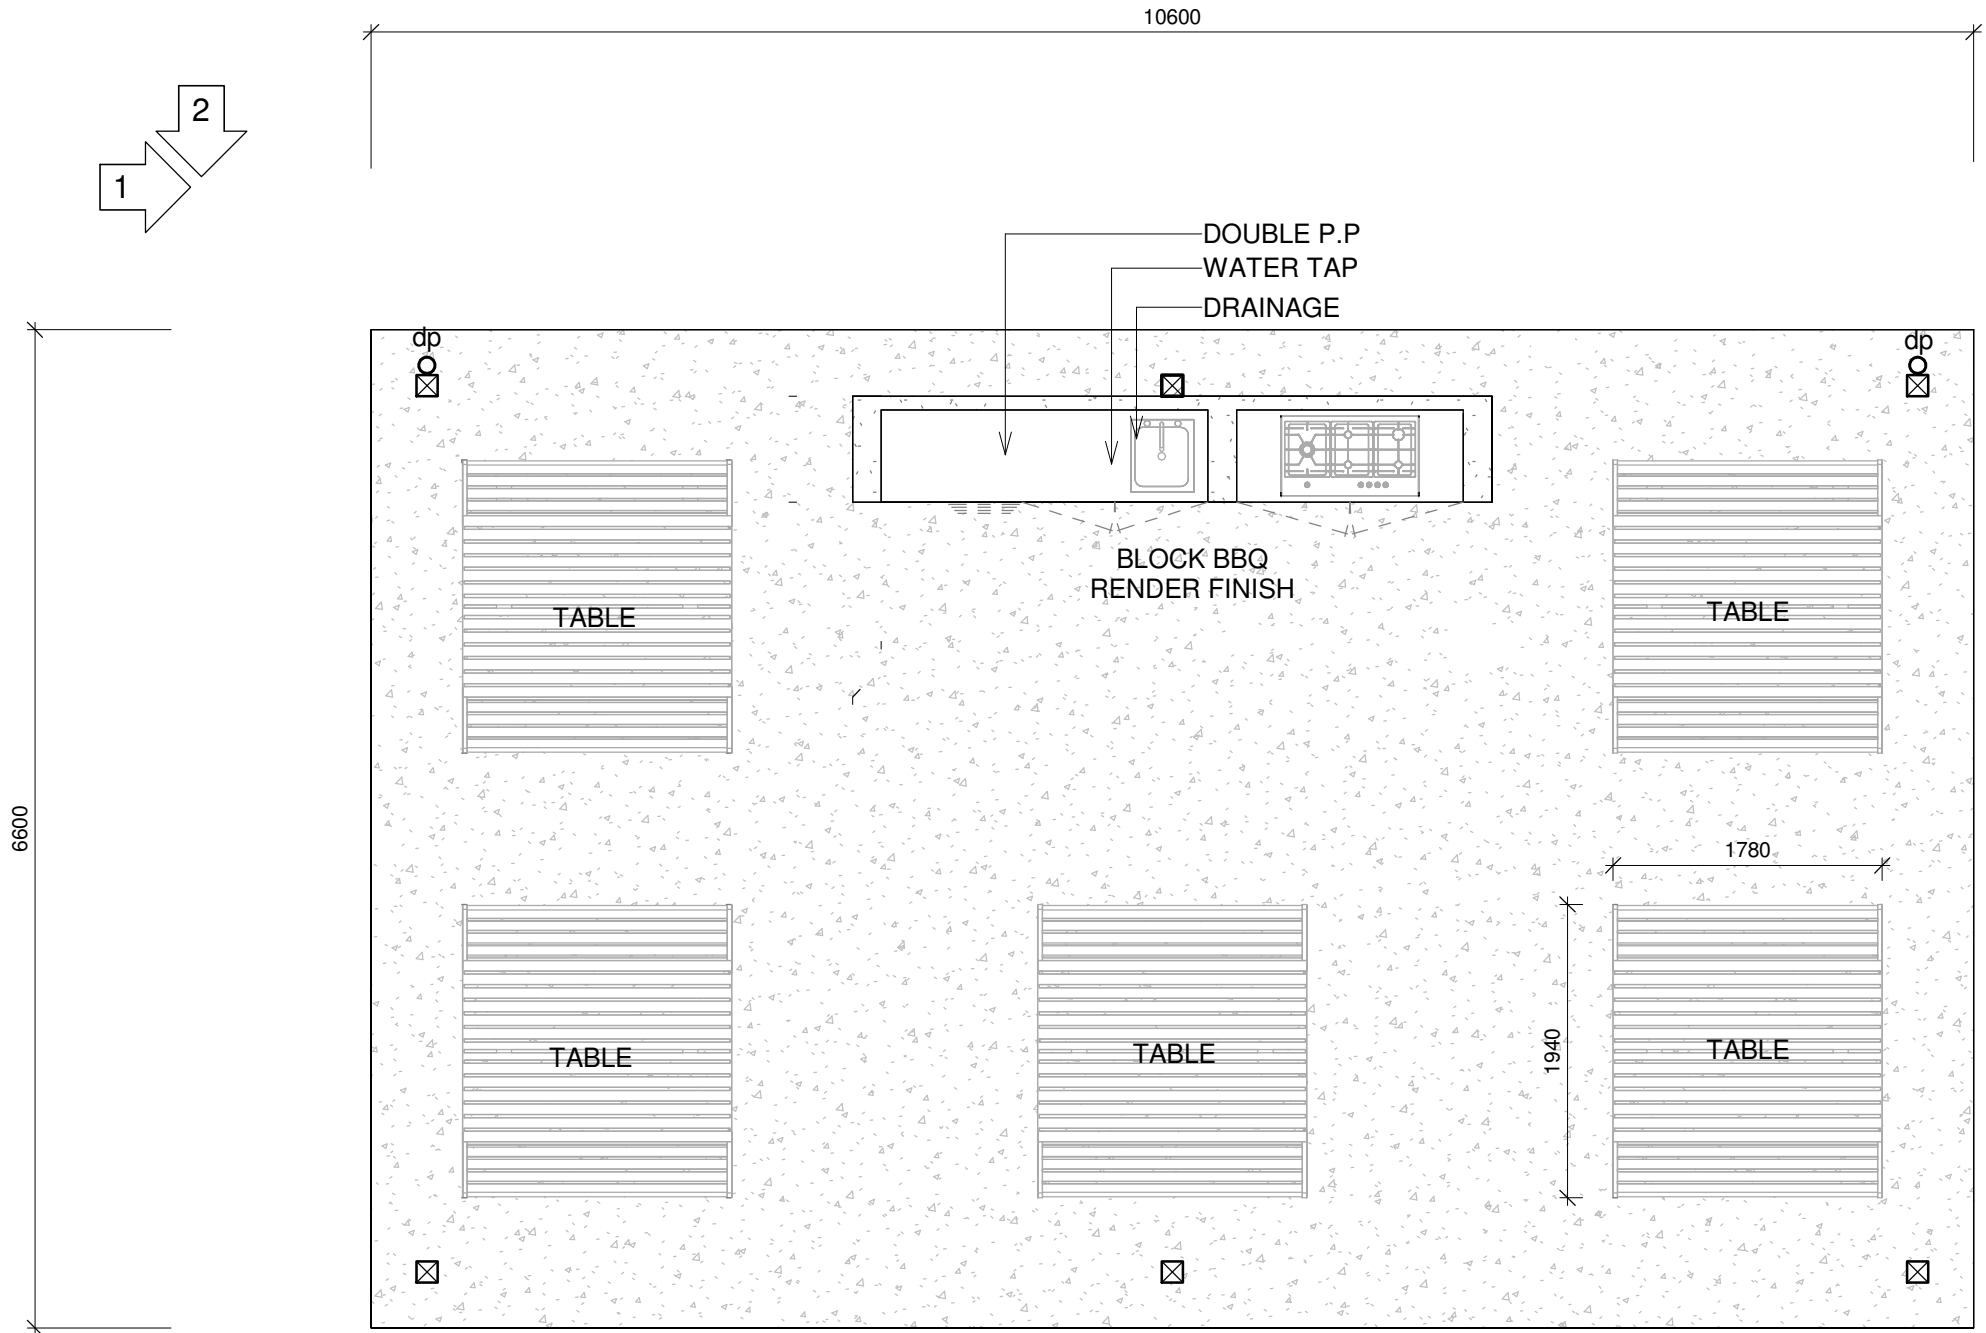 10600
2
1
DOUBLE P.P
WATER TAP
DRAINAGE
dp
dp
BLOCK BBQ
RENDER FINISH
TABLE
TABLE
6600
1780
1940
TABLE
TABLE
TABLE